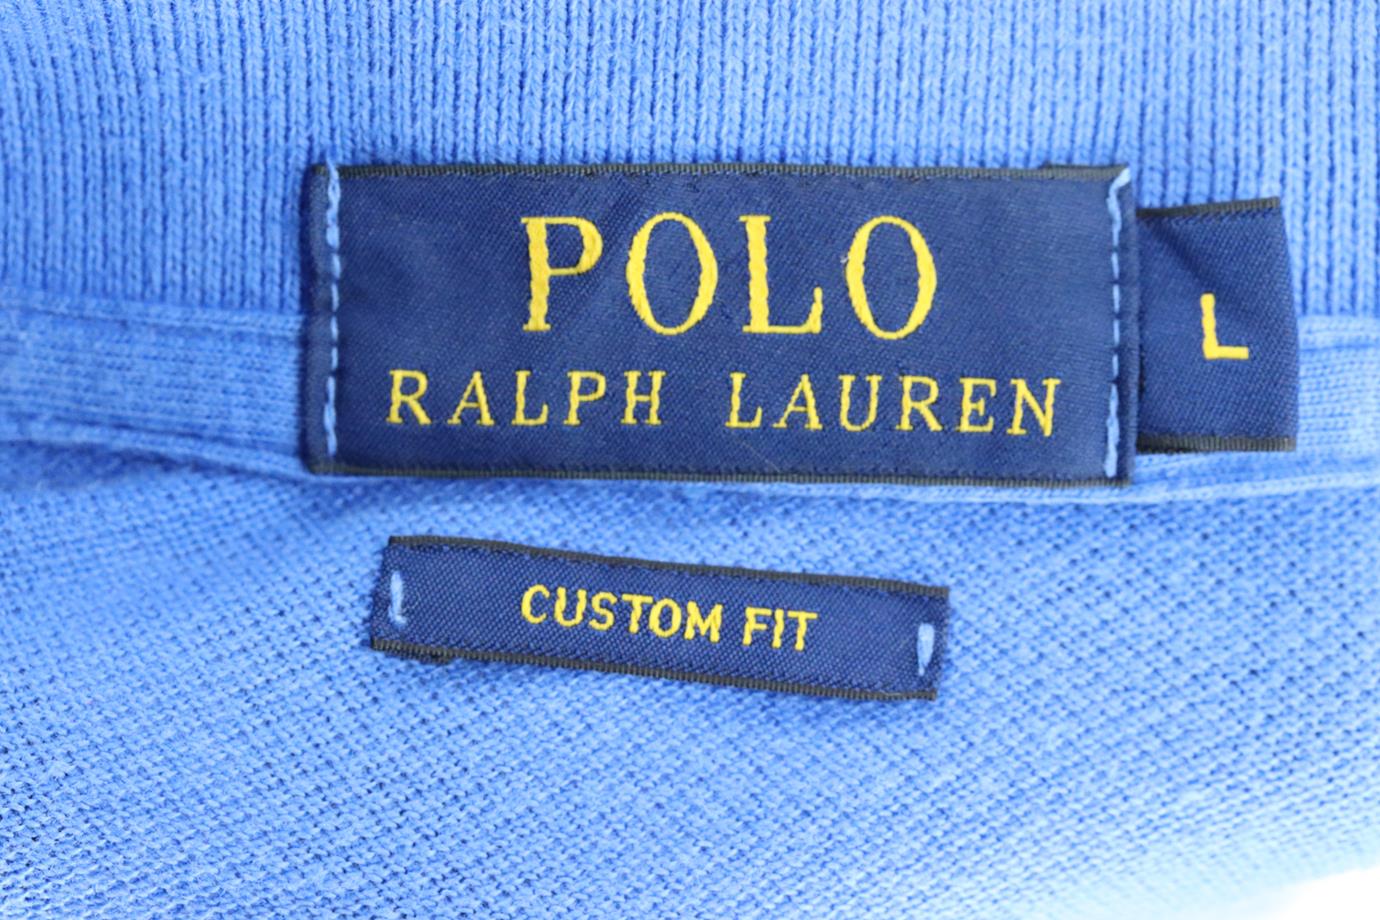 POLO
RALPH LAUREN
L
CUSTOM FIT